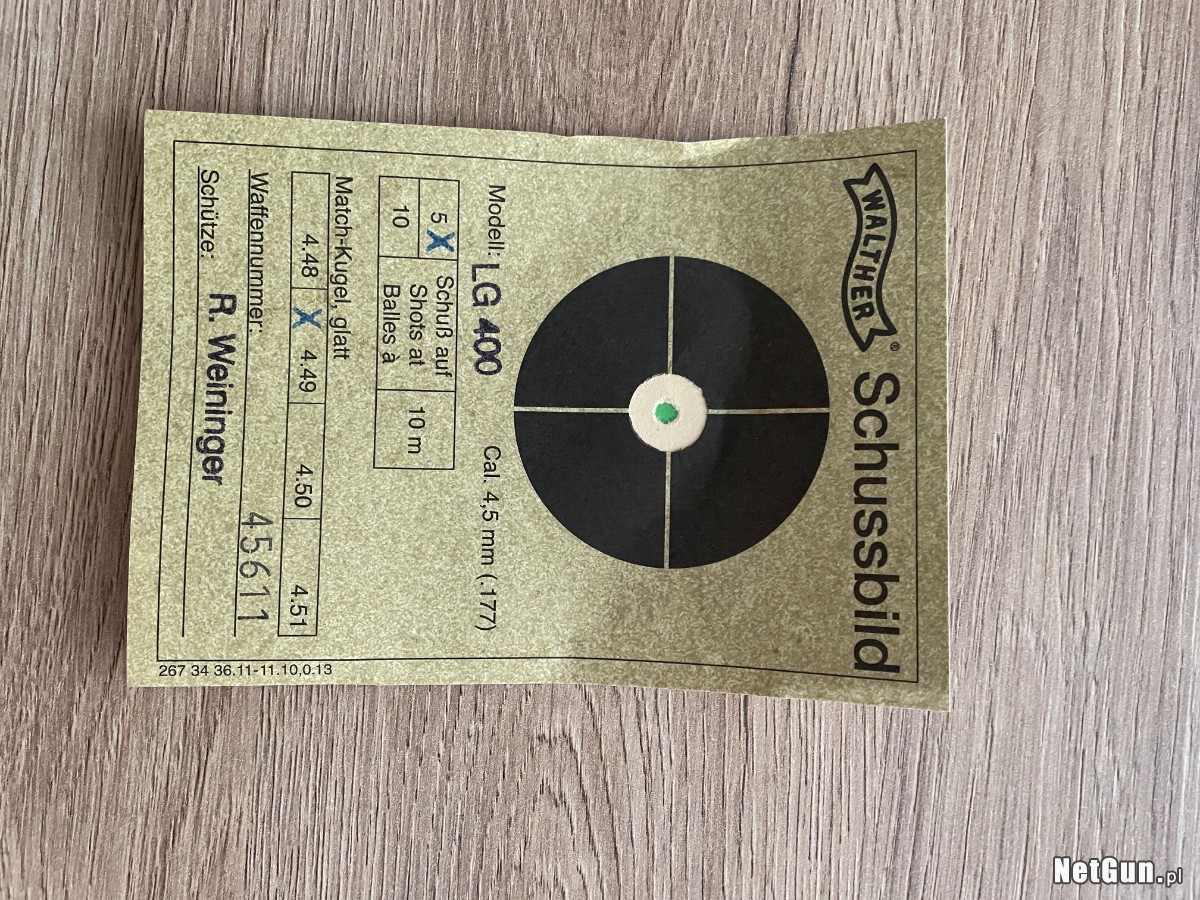 WALTHER® Schussbild
Modell: LG 400 Cal. 4,5 mm (.177)
5 X Schuß auf 10 m
10 Shots at
Balles à
Match-Kugel, glatt
4.48 X 4.49 4.50 4.51
Waffennummer: 45611
Schütze: R. Weininger
267 34 36.11-11.10,0.13
NetGun.pl